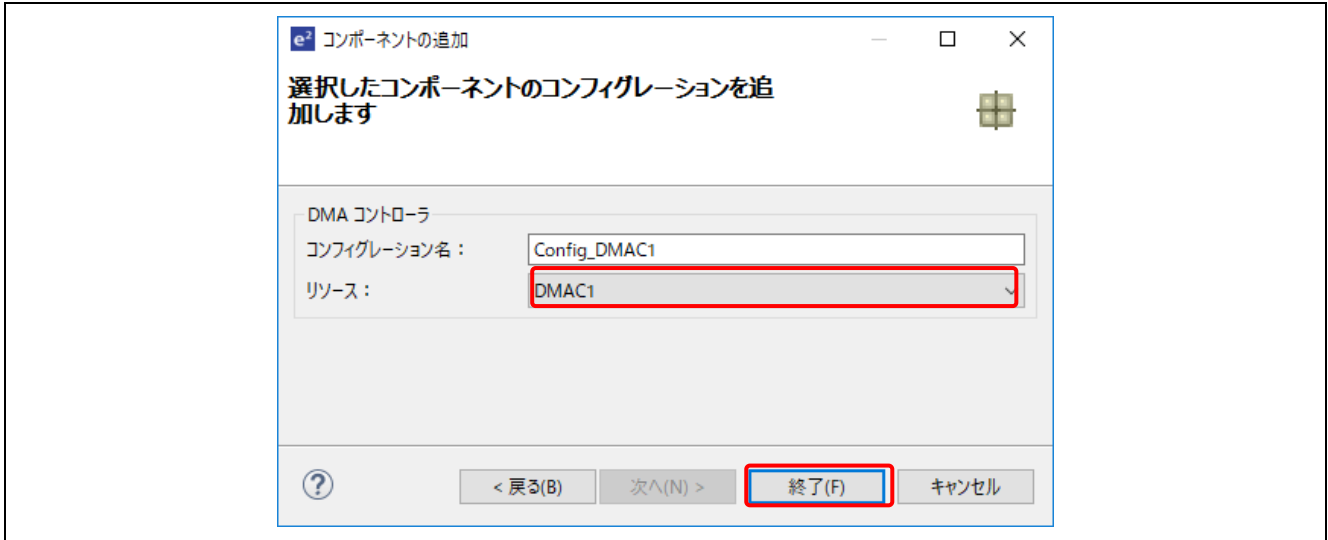 e² コンポーネントの追加
選択したコンポーネントのコンフィグレーションを追
加します
DMA コントローラ
コンフィグレーション名： Config_DMAC1
リソース： DMAC1
?
< 戻る(B) 次へ(N) > 終了(F) キャンセル